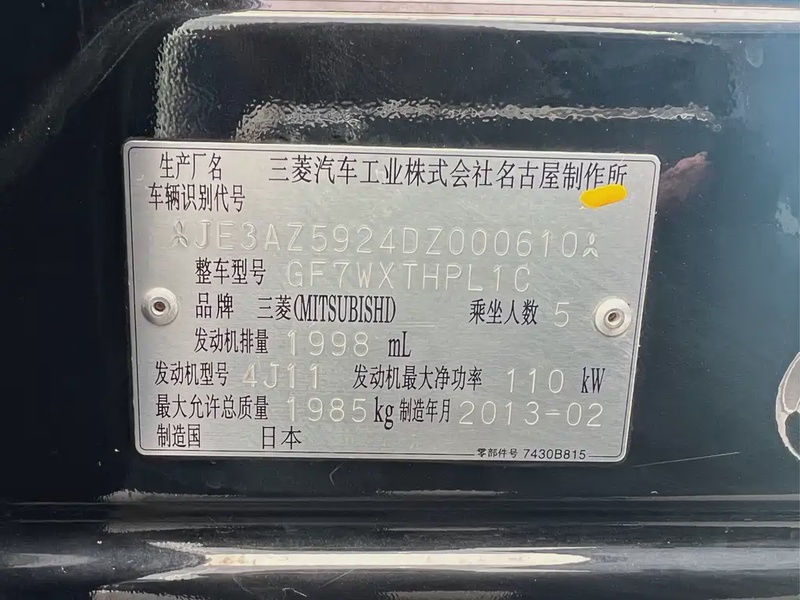 生产厂名 三菱汽车工业株式会社名古屋制作所
车辆识别代号
JE3AZ5924DZ000610
整车型号 GF7WXTHPL1C
品牌 三菱(MITSUBISHI) 乘坐人数 5
发动机排量 1998 mL
发动机型号 4J11 发动机最大净功率 110 kW
最大允许总质量 1985kg 制造年月 2013-02
制造国 日本
零部件号 7430B815